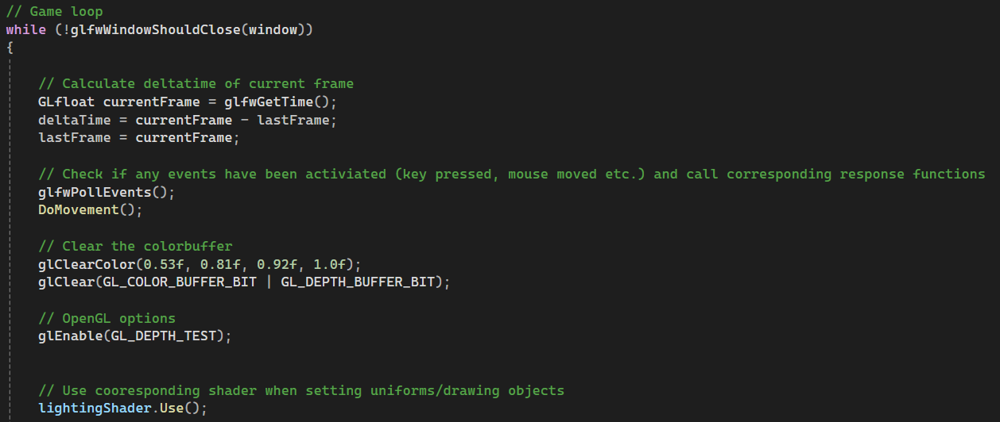 // Game loop
while (!glfwWindowShouldClose(window))
{
// Calculate deltatime of current frame
GLfloat currentFrame = glfwGetTime();
deltaTime = currentFrame - lastFrame;
lastFrame = currentFrame;
// Check if any events have been activiated (key pressed, mouse moved etc.) and call corresponding response functions
glfwPollEvents();
DoMovement();
// Clear the colorbuffer
glClearColor(0.53f, 0.81f, 0.92f, 1.0f);
glClear(GL_COLOR_BUFFER_BIT | GL_DEPTH_BUFFER_BIT);
// OpenGL options
glEnable(GL_DEPTH_TEST);
// Use cooresponding shader when setting uniforms/drawing objects
lightingShader.Use();